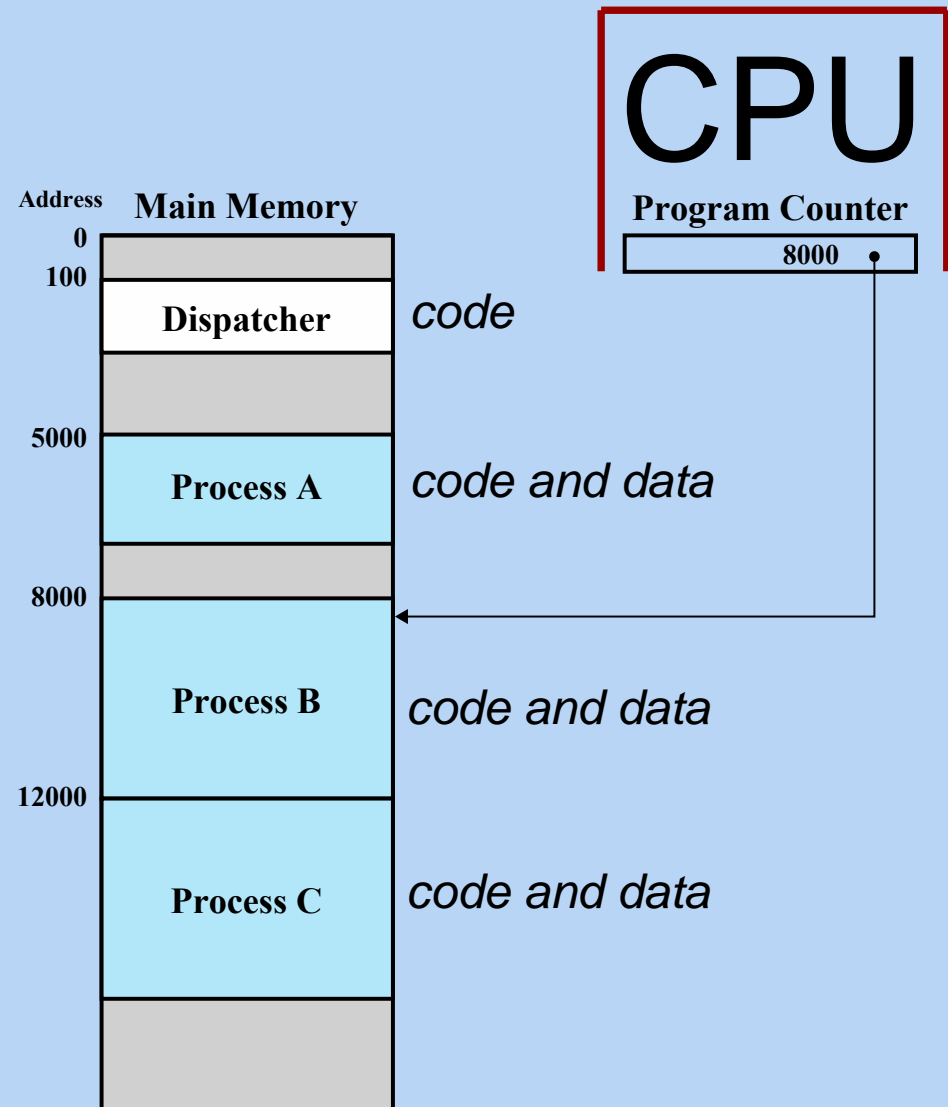 CPU
Address
Main Memory
Program Counter
0
8000
100
Dispatcher
code
5000
Process A
code and data
8000
Process B
code and data
12000
Process C
code and data